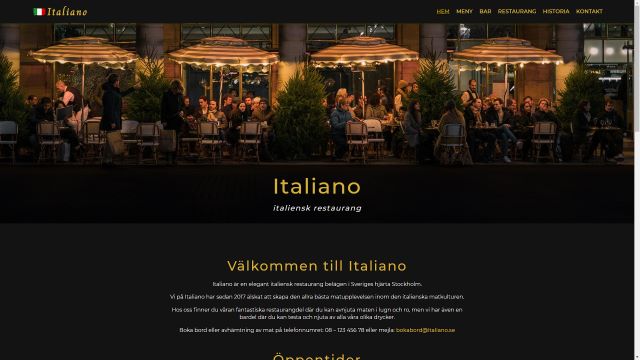 Italiano
HEM MENY BAR RESTAURANG HISTORIA KONTAKT
Italiano
italiensk restaurang
Välkommen till Italiano
Italiano är en elegant italiensk restaurang belägen i Sveriges hjärta Stockholm.
Vi på Italiano har sedan 2017 älskat att skapa den allra bästa matupplevelsen inom den italienska matkulturen.
Hos oss finner du våran fantastiska restaurangdel där du kan avnjuta maten i lugn och ro, men vi har även en
bardel där du kan testa och njuta av alla våra olika drycker.
Boka bord eller avhämtning av mat på telefonnumret: 08 – 123 456 78 eller mejla: bokabord@italiano.se
Öppentider